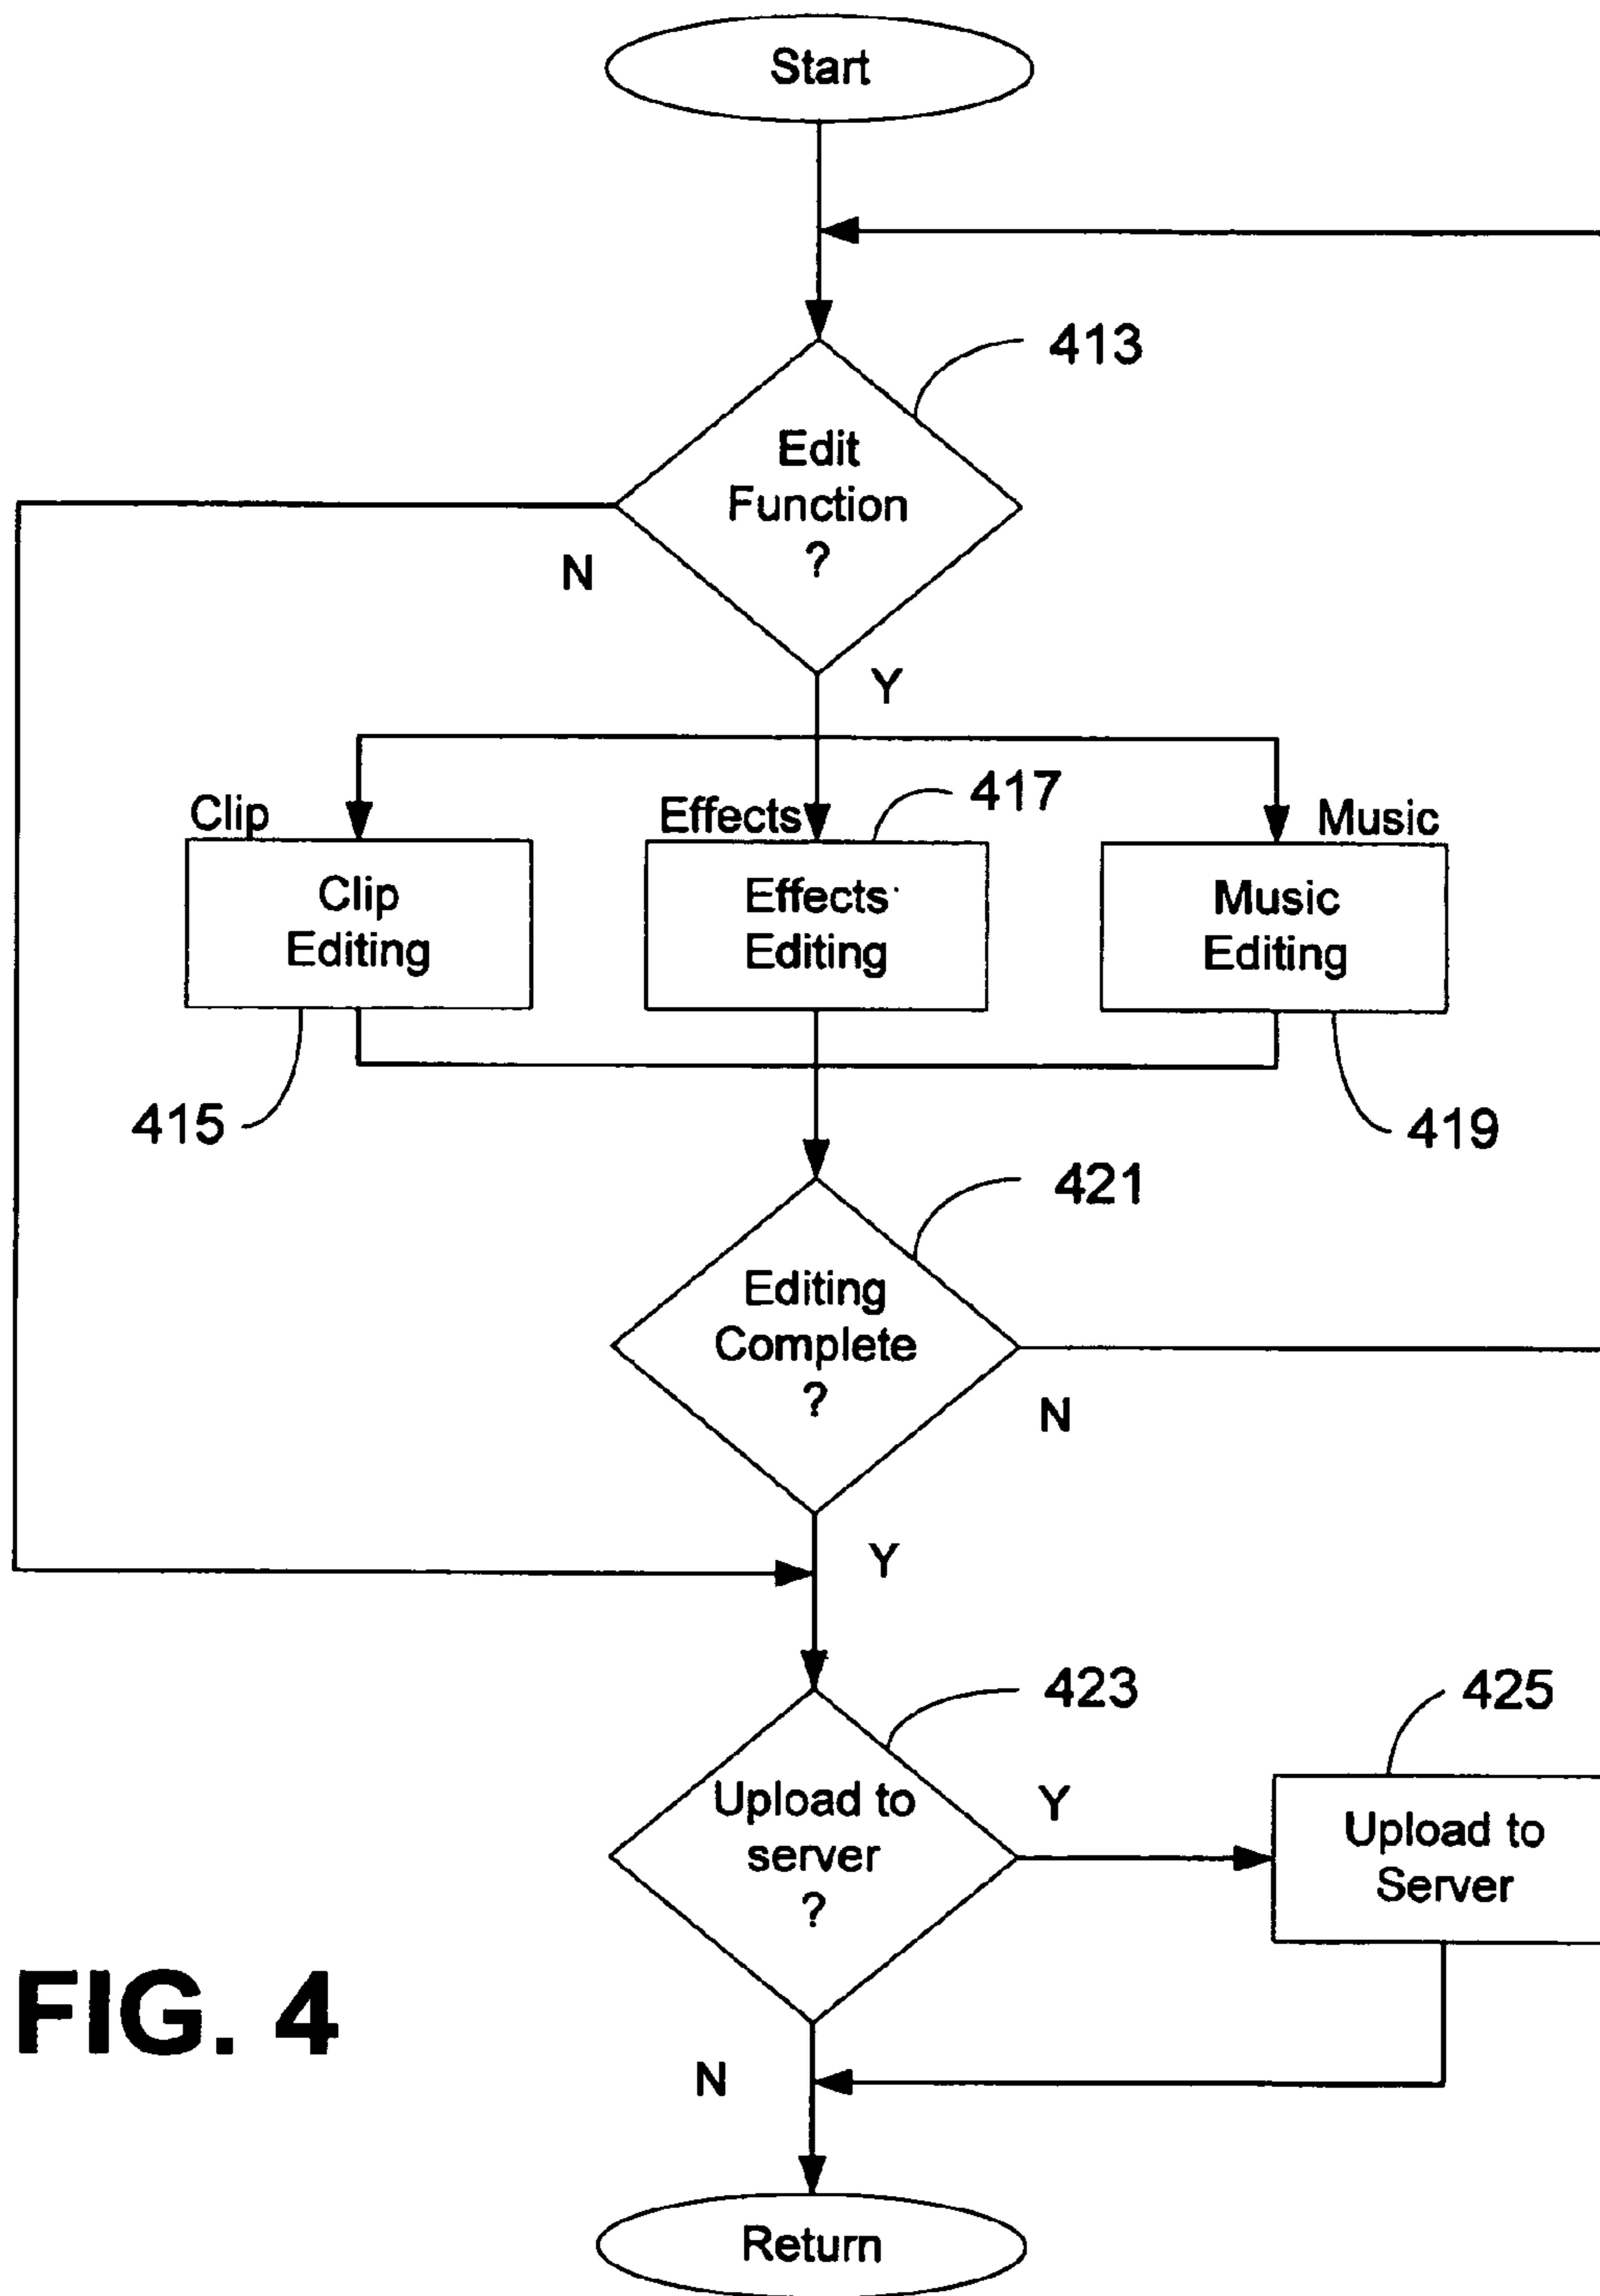 Start
413
Edit
Function
?
N
Y
Clip
Effects
417
Music
Clip
Editing
Effects
Editing
Music
Editing
415
419
421
Editing
Complete
?
N
Y
423
425
Upload to
server
?
Y
Upload to
Server
FIG. 4
N
Return